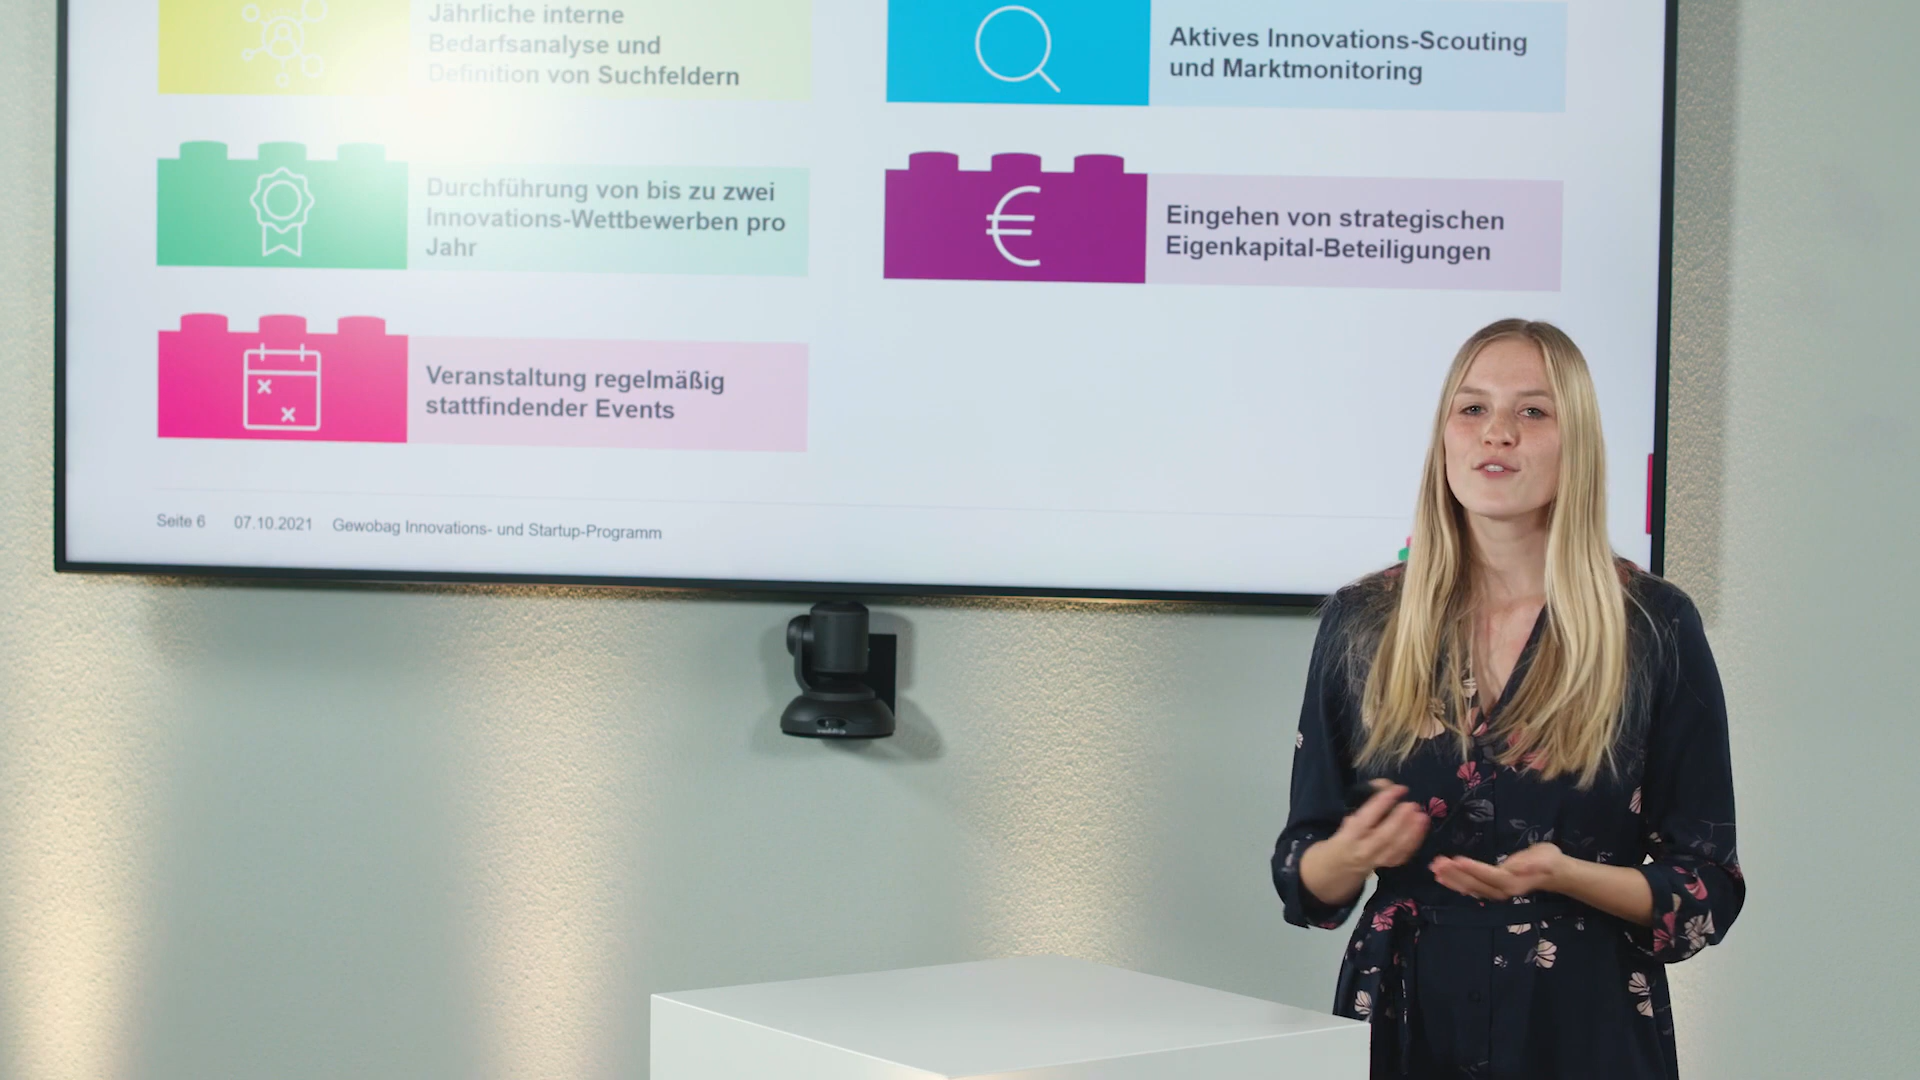 Jährliche interne
Bedarfsanalyse und
Definition von Suchfeldern
Aktives Innovations-Scouting
und Marktmonitoring
Durchführung von bis zu zwei
Innovations-Wettbewerben pro
Jahr
Eingehen von strategischen
Eigenkapital-Beteiligungen
Veranstaltung regelmäßig
stattfindender Events
Seite 6 07.10.2021 Gewobag Innovations- und Startup-Programm